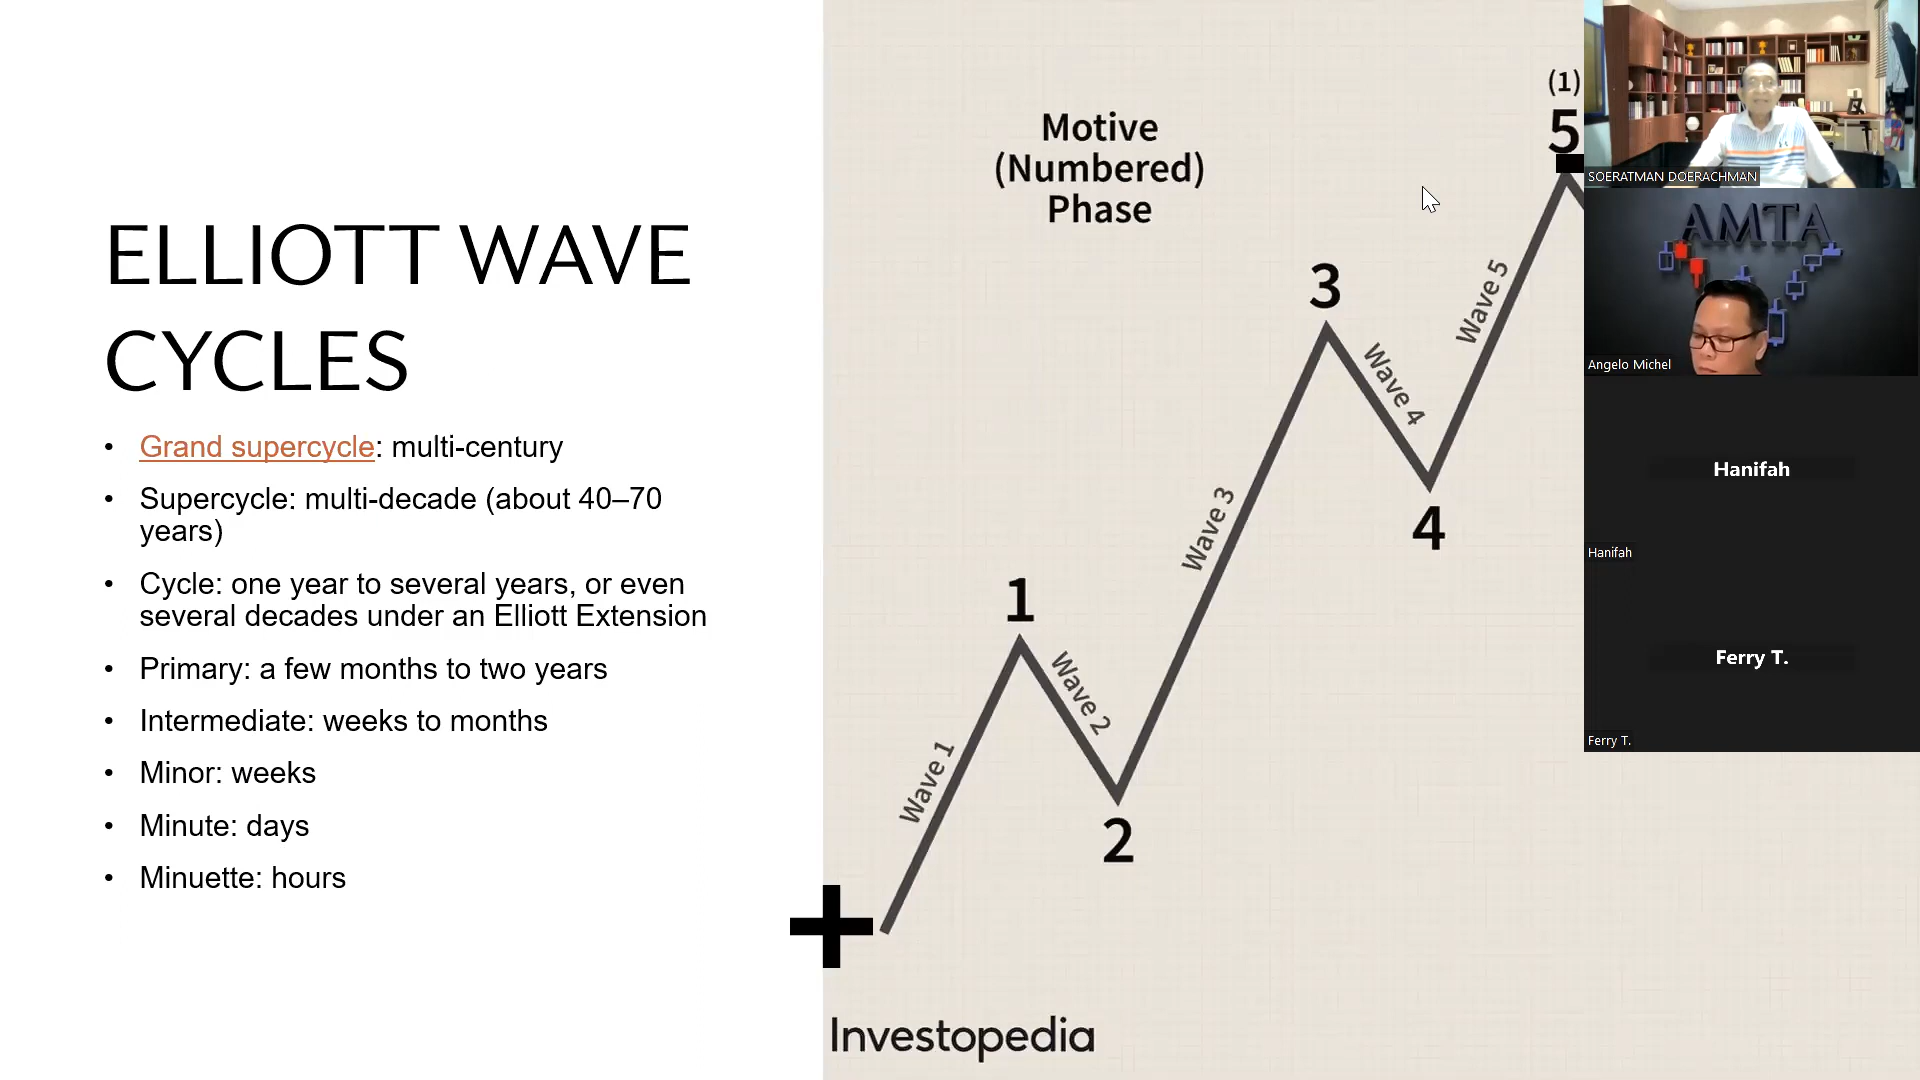 ELLIOTT WAVE
CYCLES
• Grand supercycle: multi-century
• Supercycle: multi-decade (about 40–70
years)
• Cycle: one year to several years, or even
several decades under an Elliott Extension
• Primary: a few months to two years
• Intermediate: weeks to months
• Minor: weeks
• Minute: days
• Minuette: hours
Motive
(Numbered)
Phase
(1)
5
3
Wave 5
Wave 4
4
Wave 3
1
Wave 2
Wave 1
2
Investopedia
SOERATMAN DOERACHMAN
AMTA
Angelo Michel
Hanifah
Hanifah
Ferry T.
Ferry T.